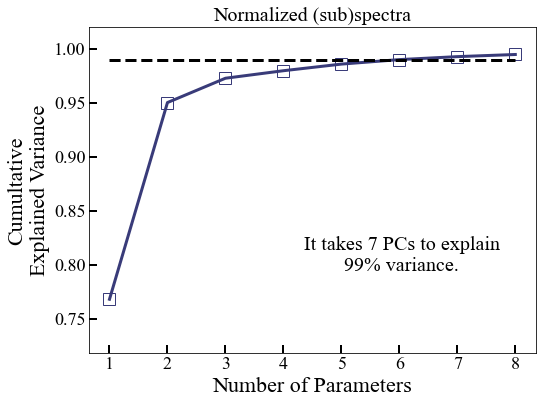 Normalized (sub)spectra
1.00
0.95
0.90
0.85
0.80
0.75
Cumultative
Explained Variance
It takes 7 PCs to explain
99% variance.
1 2 3 4 5 6 7 8
Number of Parameters